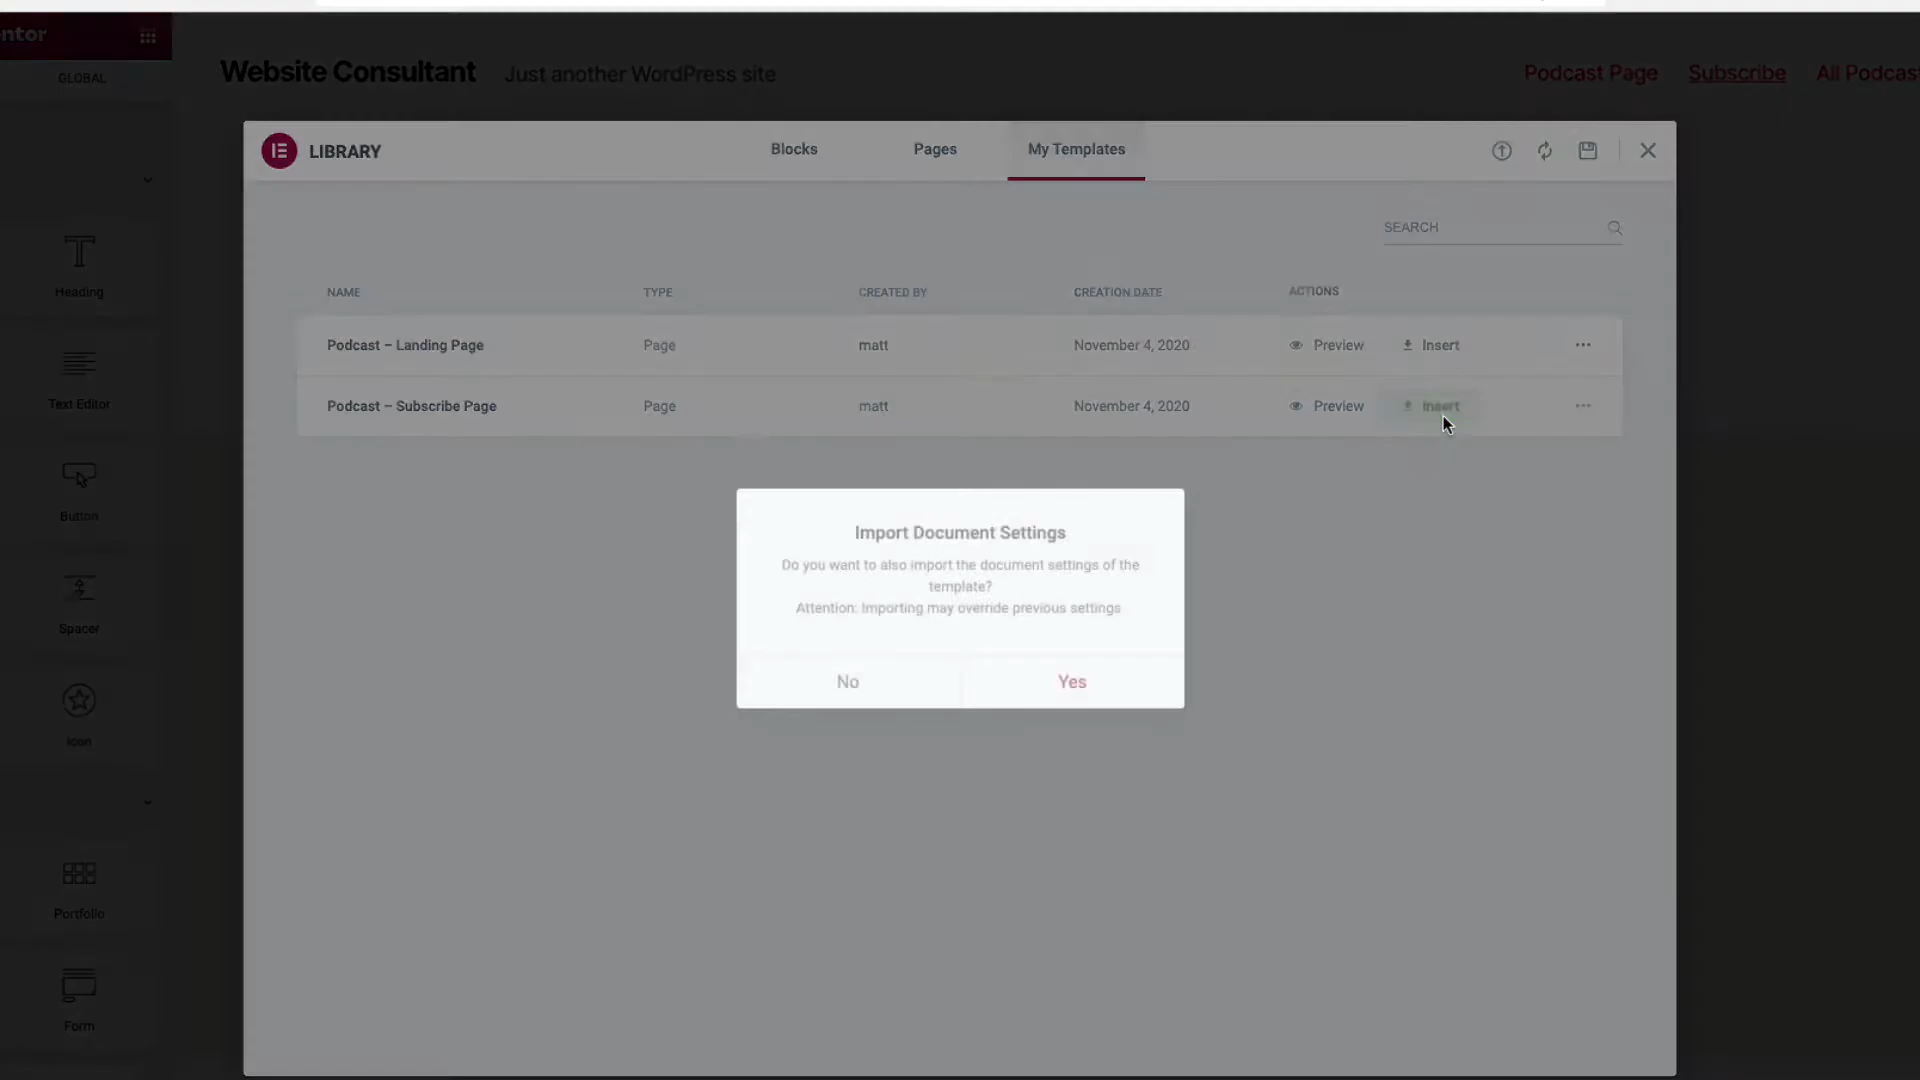 ntor
GLOBAL
Website Consultant Just another WordPress site
Podcast Page Subscribe All Podcas
LIBRARY
Blocks Pages My Templates
SEARCH
NAME TYPE CREATED BY CREATION DATE ACTIONS
Podcast – Landing Page Page matt November 4, 2020 Preview Insert
Podcast – Subscribe Page Page matt November 4, 2020 Preview Insert
Import Document Settings
Do you want to also import the document settings of the
template?
Attention: Importing may override previous settings
No Yes
Heading
Text Editor
Button
Spacer
Icon
Portfolio
Form